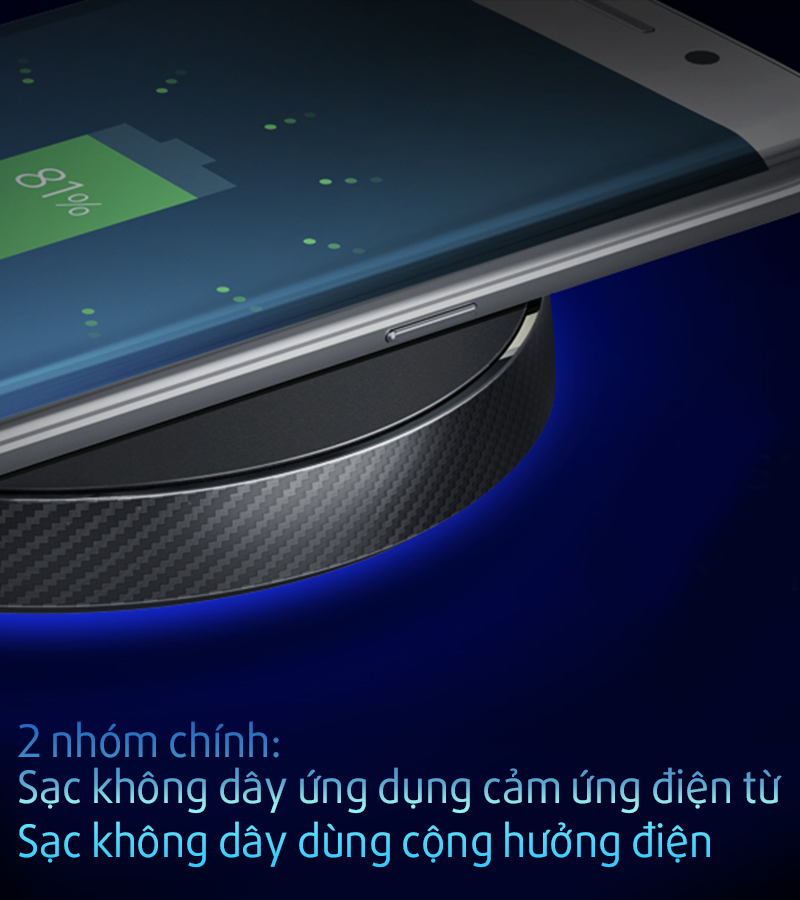 81%
2 nhóm chính:
Sạc không dây ứng dụng cảm ứng điện từ
Sạc không dây dùng cộng hưởng điện